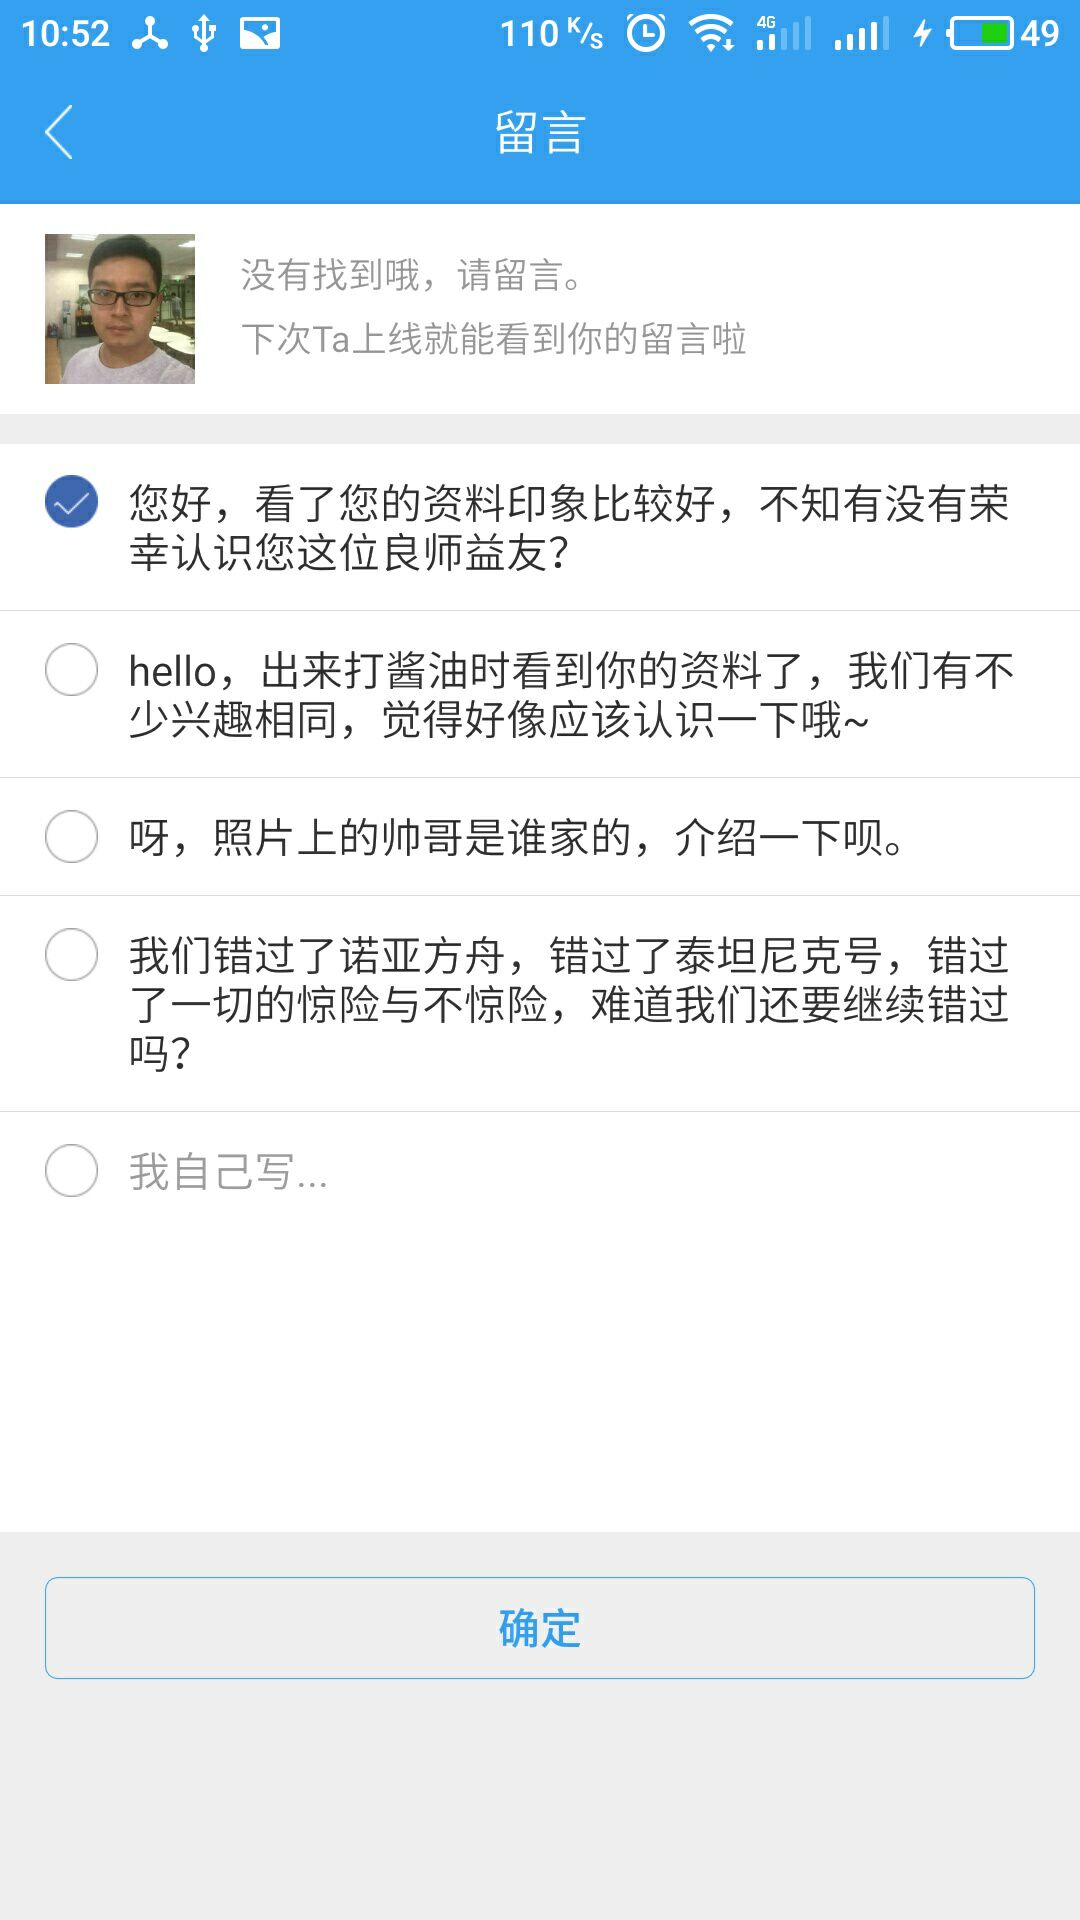 10:52 110 K/s 4G 49
留言
没有找到哦，请留言。
下次Ta上线就能看到你的留言啦
您好，看了您的资料印象比较好，不知有没有荣
幸认识您这位良师益友？
hello，出来打酱油时看到你的资料了，我们有不
少兴趣相同，觉得好像应该认识一下哦~
呀，照片上的帅哥是谁家的，介绍一下呗。
我们错过了诺亚方舟，错过了泰坦尼克号，错过
了一切的惊险与不惊险，难道我们还要继续错过
吗？
我自己写...
确定